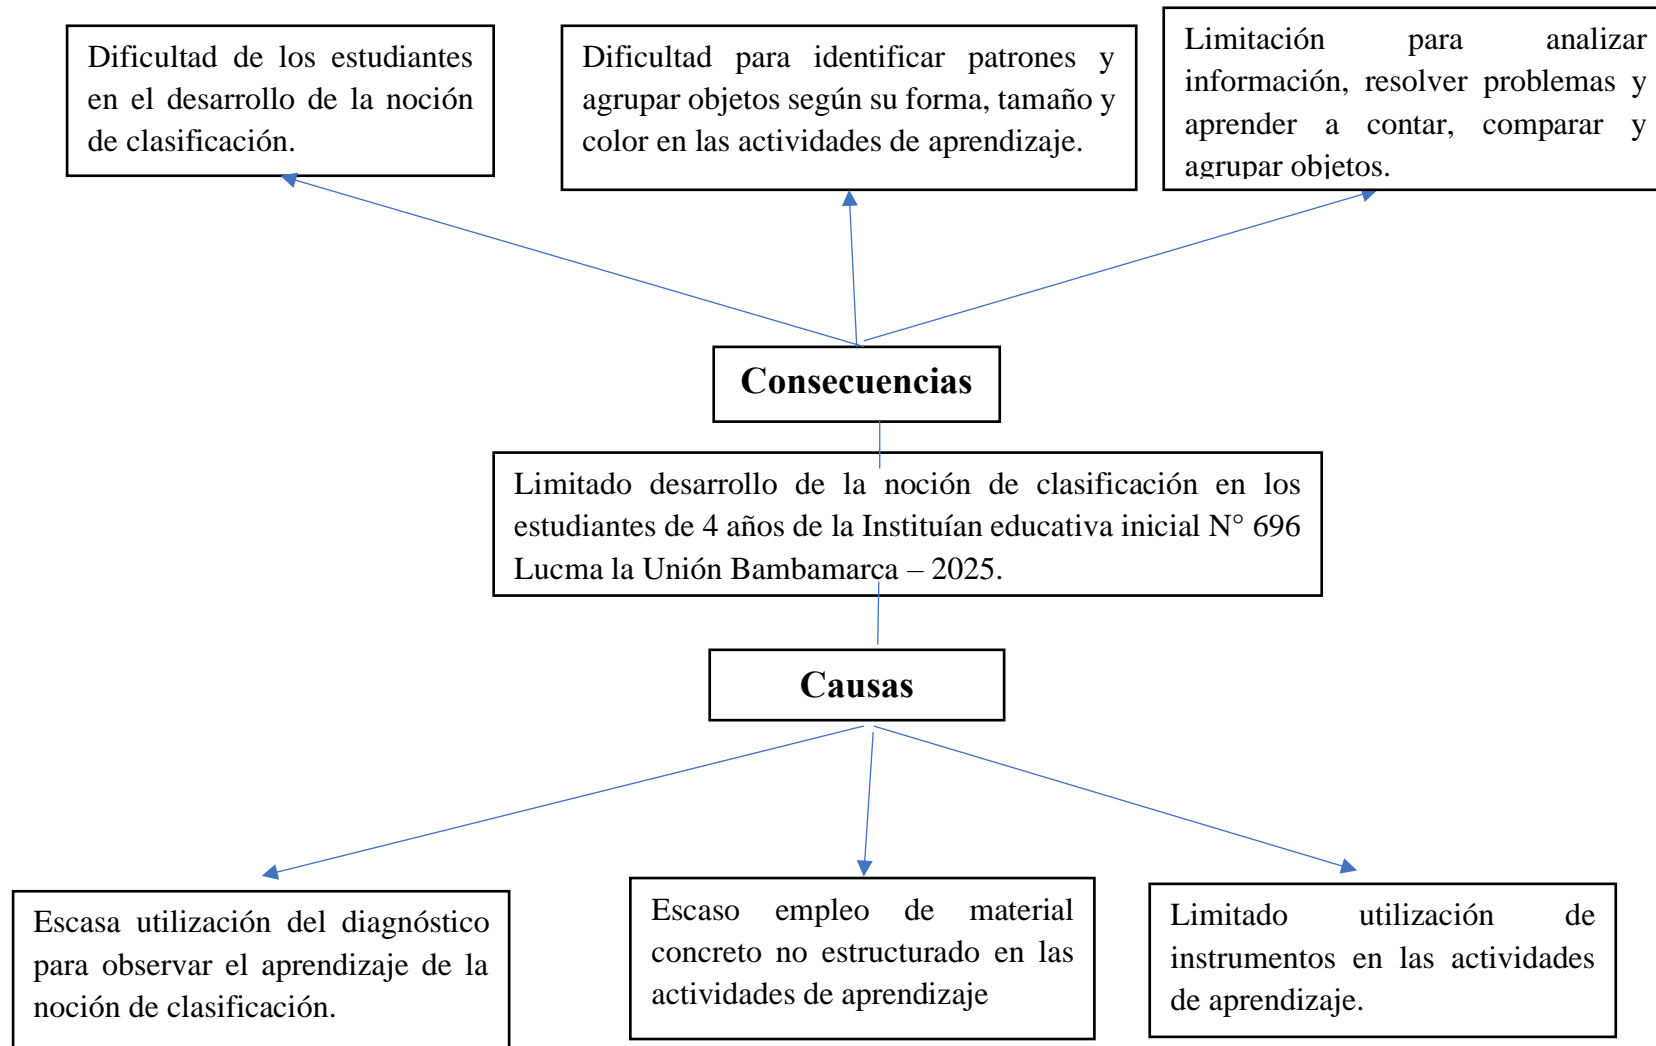 Dificultad de los estudiantes
en el desarrollo de la noción
de clasificación.
Dificultad para identificar patrones y
agrupar objetos según su forma, tamaño y
color en las actividades de aprendizaje.
Limitación para analizar
información, resolver problemas y
aprender a contar, comparar y
agrupar objetos.
Consecuencias
Limitado desarrollo de la noción de clasificación en los
estudiantes de 4 años de la Instituían educativa inicial N° 696
Lucma la Unión Bambamarca – 2025.
Causas
Escasa utilización del diagnóstico
para observar el aprendizaje de la
noción de clasificación.
Escaso empleo de material
concreto no estructurado en las
actividades de aprendizaje
Limitado utilización de
instrumentos en las actividades
de aprendizaje.